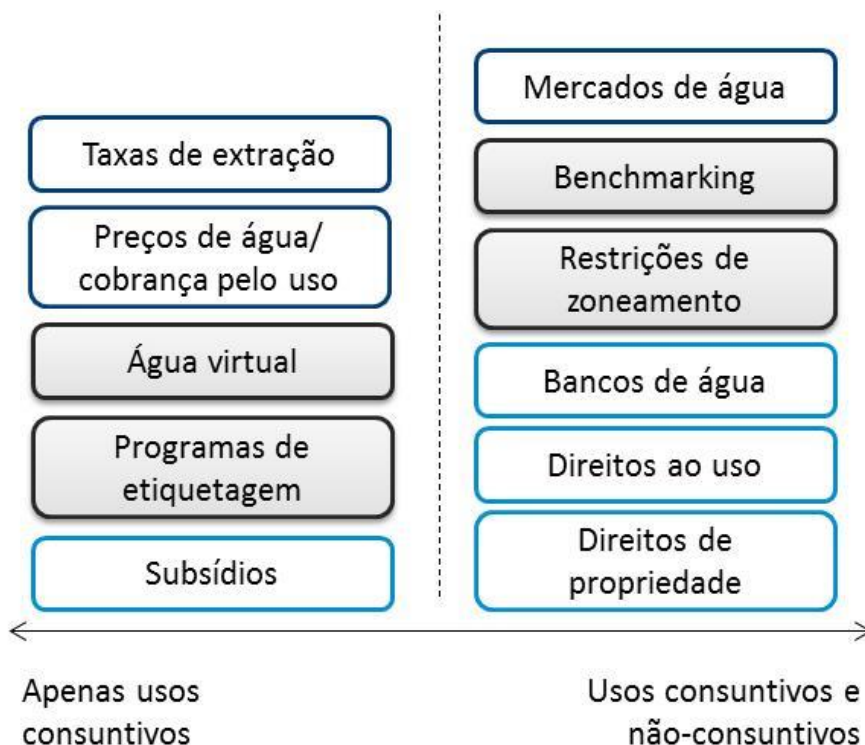 Taxas de extração
Preços de água/
cobrança pelo uso
Água virtual
Programas de
etiquetagem
Subsídios
Mercados de água
Benchmarking
Restrições de
zoneamento
Bancos de água
Direitos ao uso
Direitos de
propriedade
Apenas usos
consuntivos
Usos consuntivos e
não-consuntivos